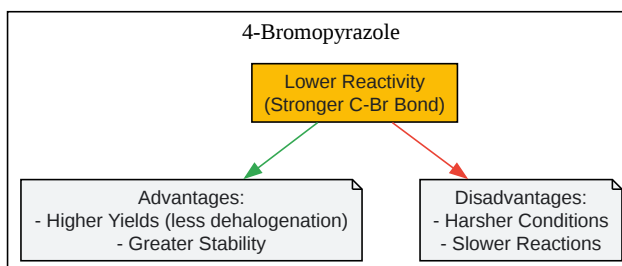 4-Bromopyrazole
Lower Reactivity
(Stronger C-Br Bond)
Advantages:
- Higher Yields (less dehalogenation)
- Greater Stability
Disadvantages:
- Harsher Conditions
- Slower Reactions